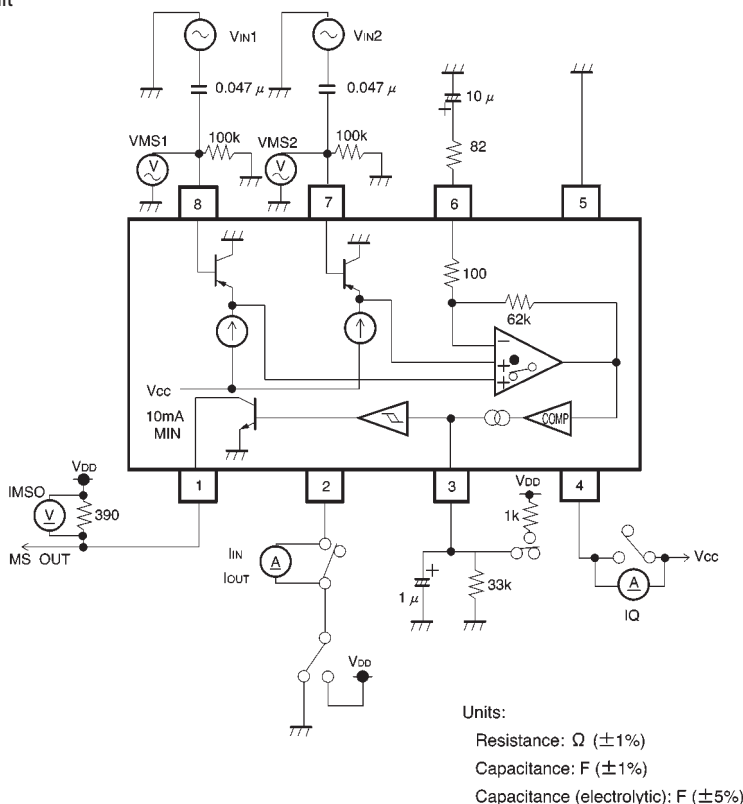 VIN1
VIN2
0.047 μ
0.047 μ
10 μ
+
VMS1
100k
VMS2
100k
82
V
V
8
7
6
5
100
62k
−
+
+
Vcc
10mA
MIN
COMP
VDD
1
2
3
VDD
4
IMSO
V
390
1k
MS OUT
IIN
IOUT
A
+
1 μ
33k
Vcc
A
IQ
VDD
Units:
Resistance: Ω (±1%)
Capacitance: F (±1%)
Capacitance (electrolytic): F (±5%)